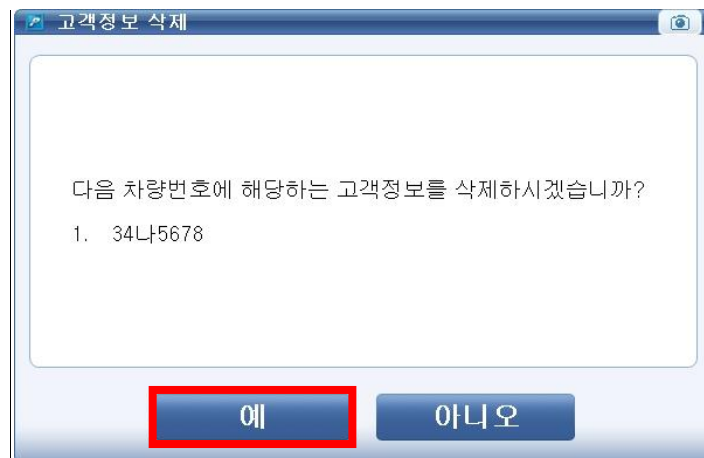 고객정보 삭제
다음 차량번호에 해당하는 고객정보를 삭제하시겠습니까?
1. 34나5678
예
아니오